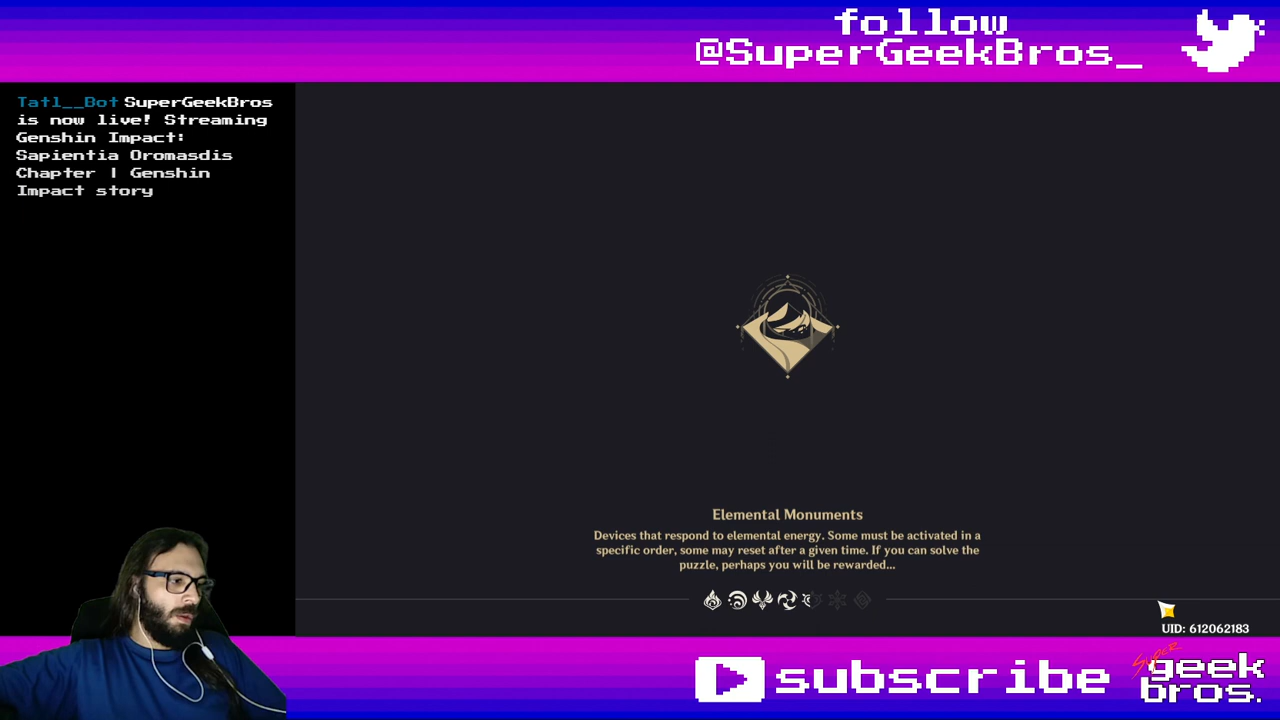 follow
@SuperGeekBros_
Tatl__Bot SuperGeekBros
is now live! Streaming
Genshin Impact:
Sapientia Oromasdis
Chapter | Genshin
Impact story
Elemental Monuments
Devices that respond to elemental energy. Some must be activated in a
specific order, some may reset after a given time. If you can solve the
puzzle, perhaps you will be rewarded...
UID: 612062183
subscribe
super
geek
bros.